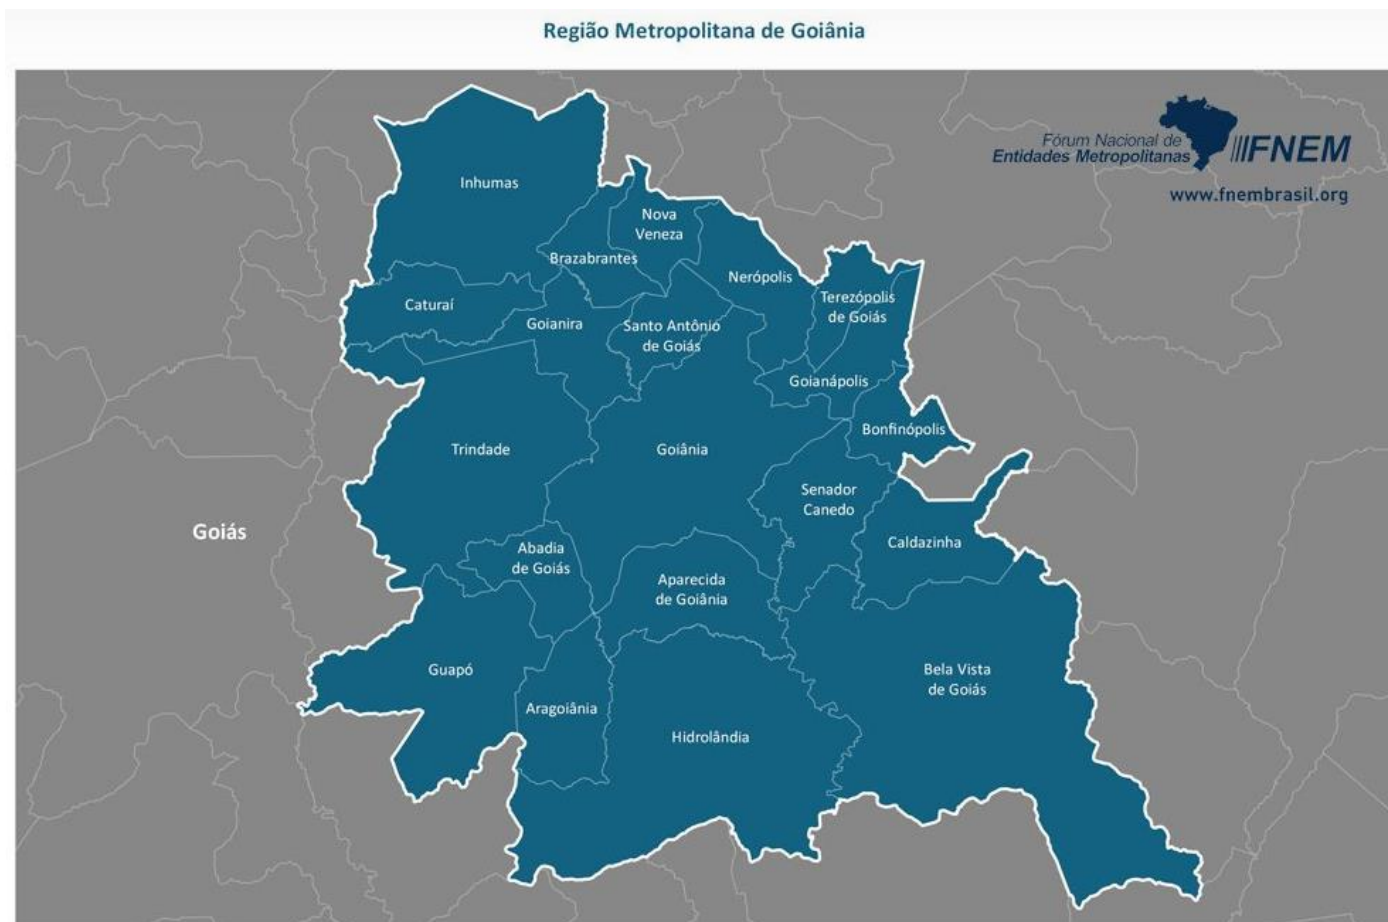 Região Metropolitana de Goiânia
Fórum Nacional de
Entidades Metropolitanas
FNEM
www.fnembrasil.org
Inhumas
Nova
Veneza
Brazabrantes
Nerópolis
Caturaí
Terezópolis
de Goiás
Goianira
Santo Antônio
de Goiás
Goianápolis
Bonfinópolis
Trindade
Goiânia
Senador
Canedo
Goiás
Caldazinha
Abadia
de Goiás
Aparecida
de Goiânia
Guapó
Bela Vista
de Goiás
Aragoiânia
Hidrolândia